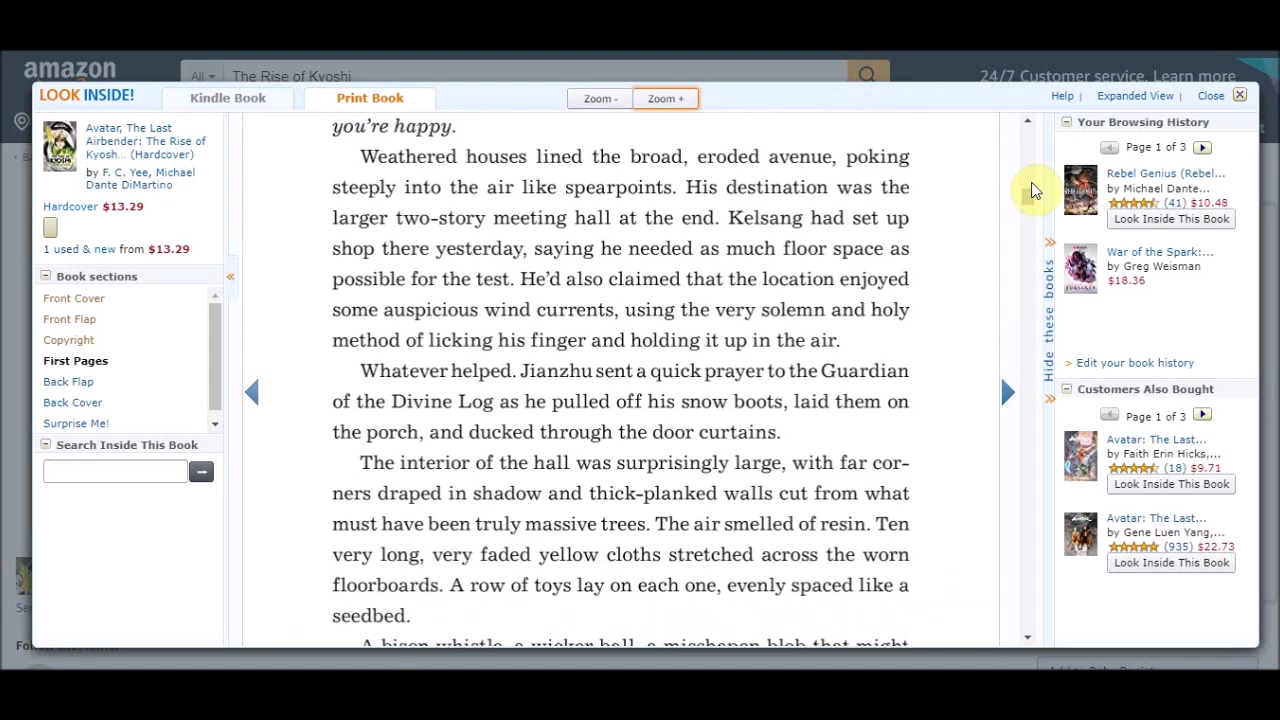 amazon
All
The Rise of Kyoshi
24/7 Customer service. Learn more
LOOK INSIDE!
Kindle Book
Print Book
Zoom -
Zoom +
Help |
Expanded View |
Close
Avatar, The Last
Airbender: The Rise of
Kyosh... (Hardcover)
by F. C. Yee, Michael
Dante DiMartino
Hardcover $13.29
1 used & new from $13.29
Book sections
Front Cover
Front Flap
Copyright
First Pages
Back Flap
Back Cover
Surprise Me!
Search Inside This Book
you're happy.
Weathered houses lined the broad, eroded avenue, poking
steeply into the air like spearpoints. His destination was the
larger two-story meeting hall at the end. Kelsang had set up
shop there yesterday, saying he needed as much floor space as
possible for the test. He'd also claimed that the location enjoyed
some auspicious wind currents, using the very solemn and holy
method of licking his finger and holding it up in the air.
Whatever helped. Jianzhu sent a quick prayer to the Guardian
of the Divine Log as he pulled off his snow boots, laid them on
the porch, and ducked through the door curtains.
The interior of the hall was surprisingly large, with far cor-
ners draped in shadow and thick-planked walls cut from what
must have been truly massive trees. The air smelled of resin. Ten
very long, very faded yellow cloths stretched across the worn
floorboards. A row of toys lay on each one, evenly spaced like a
seedbed.
A bison whistle, a wicker ball, a misshapen blob that might
Hide these books
Your Browsing History
Page 1 of 3
Rebel Genius (Rebel...
by Michael Dante...
(41) $10.48
Look Inside This Book
War of the Spark:...
by Greg Weisman
$18.36
> Edit your book history
Customers Also Bought
Page 1 of 3
Avatar: The Last...
by Faith Erin Hicks,...
(18) $9.71
Look Inside This Book
Avatar: The Last...
by Gene Luen Yang,...
(935) $22.73
Look Inside This Book